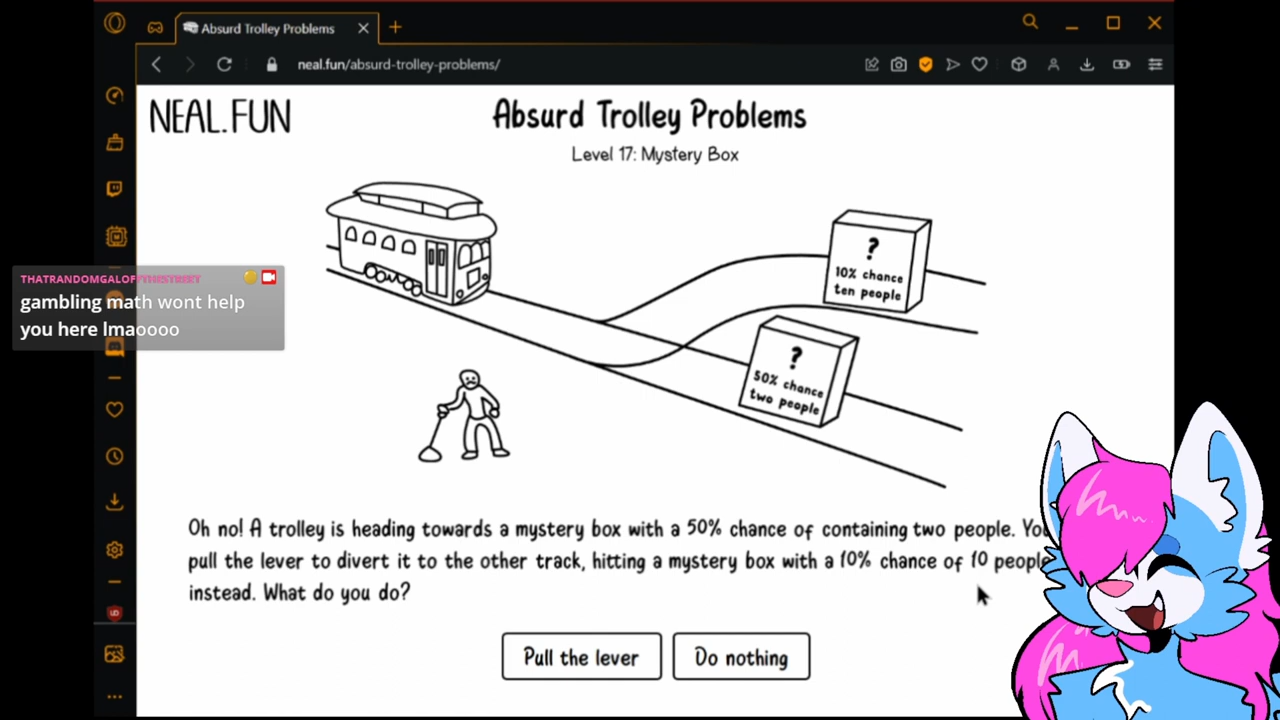 Absurd Trolley Problems
neal.fun/absurd-trolley-problems/
NEAL.FUN
Absurd Trolley Problems
Level 17: Mystery Box
?
10% chance
ten people
?
50% chance
two people
gambling math wont help
you here lmaoooo
Oh no! A trolley is heading towards a mystery box with a 50% chance of containing two people. Yo
pull the lever to divert it to the other track, hitting a mystery box with a 10% chance of 10 people
instead. What do you do?
Pull the lever
Do nothing